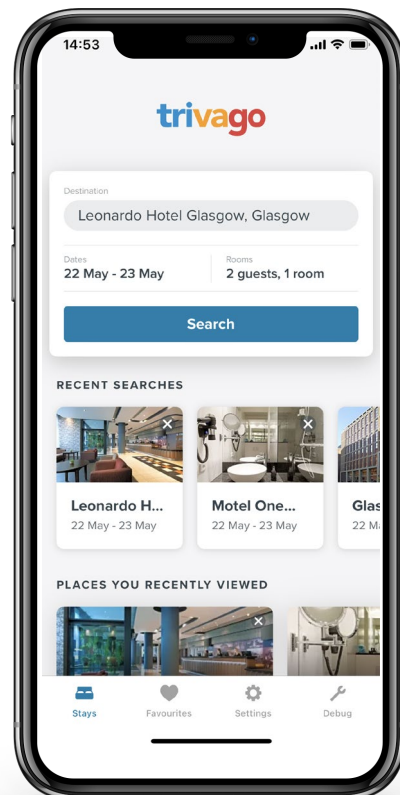 14:53
trivago
Destination
Leonardo Hotel Glasgow, Glasgow
Dates
Rooms
22 May - 23 May
2 guests, 1 room
Search
RECENT SEARCHES
Leonardo H...
Motel One...
Glas
22 May - 23 May
22 May - 23 May
22 M
PLACES YOU RECENTLY VIEWED
Stays
Favourites
Settings
Debug